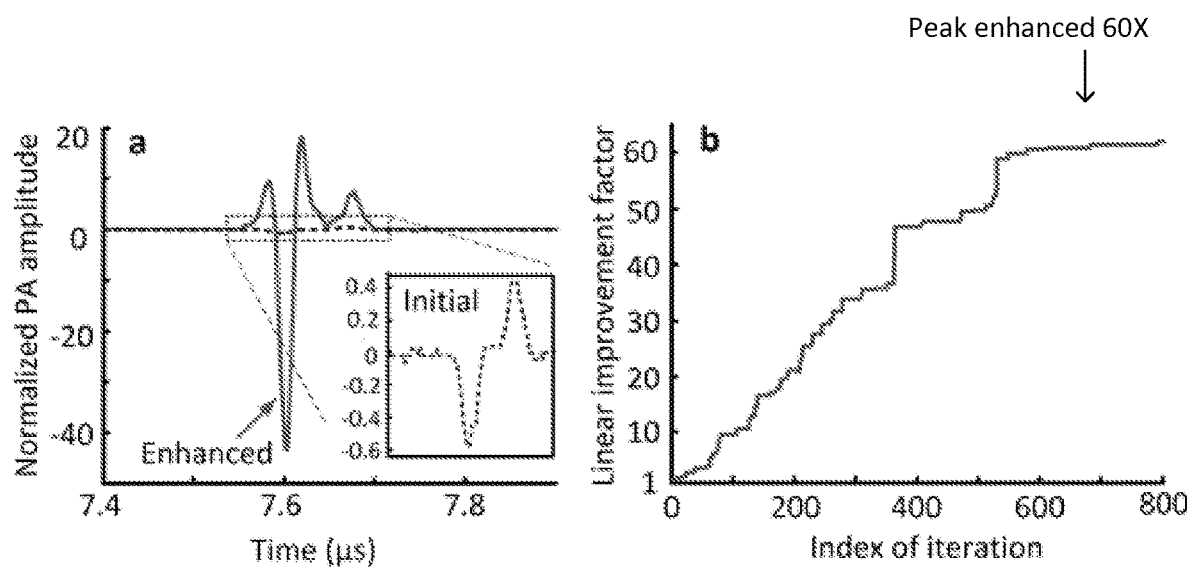 Peak enhanced 60X
a
Normalized PA amplitude
20
0
-20
-40
Enhanced
Initial
0.4
0.2
0
-0.2
-0.4
-0.6
7.4
7.6
7.8
Time (µs)
b
Linear improvement factor
60
50
40
30
20
10
1
0
200
400
600
800
Index of iteration